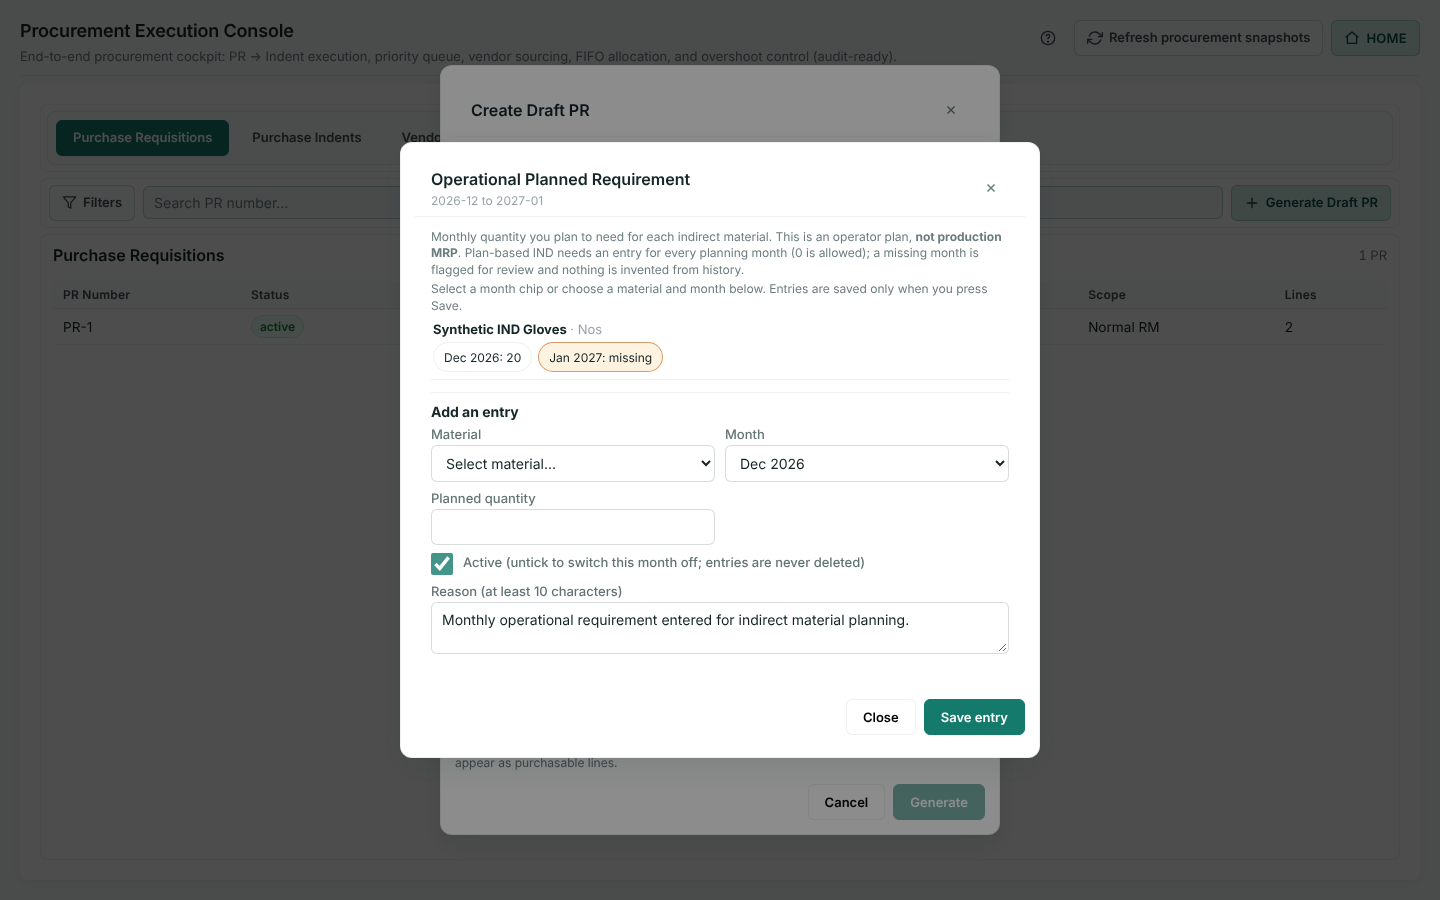 Procurement Execution Console
End-to-end procurement cockpit: PR → Indent execution, priority queue, vendor sourcing, FIFO allocation, and overshoot control (audit-ready).
Refresh procurement snapshots
HOME
Create Draft PR
×
Purchase Requisitions
Purchase Indents
Vendo
Filters
Search PR number...
+ Generate Draft PR
Purchase Requisitions
1 PR
PR Number
Status
Scope
Lines
PR-1
active
Normal RM
2
Operational Planned Requirement
×
2026-12 to 2027-01
Monthly quantity you plan to need for each indirect material. This is an operator plan, not production
MRP. Plan-based IND needs an entry for every planning month (0 is allowed); a missing month is
flagged for review and nothing is invented from history.
Select a month chip or choose a material and month below. Entries are saved only when you press
Save.
Synthetic IND Gloves · Nos
Dec 2026: 20
Jan 2027: missing
Add an entry
Material
Month
Select material...
Dec 2026
Planned quantity
Active (untick to switch this month off; entries are never deleted)
Reason (at least 10 characters)
Monthly operational requirement entered for indirect material planning.
Close
Save entry
appear as purchasable lines.
Cancel
Generate